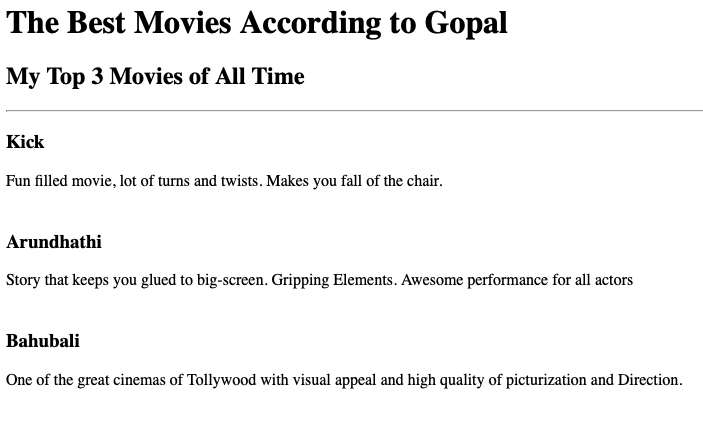 The Best Movies According to Gopal
My Top 3 Movies of All Time
Kick
Fun filled movie, lot of turns and twists. Makes you fall of the chair.
Arundhathi
Story that keeps you glued to big-screen. Gripping Elements. Awesome performance for all actors
Bahubali
One of the great cinemas of Tollywood with visual appeal and high quality of picturization and Direction.